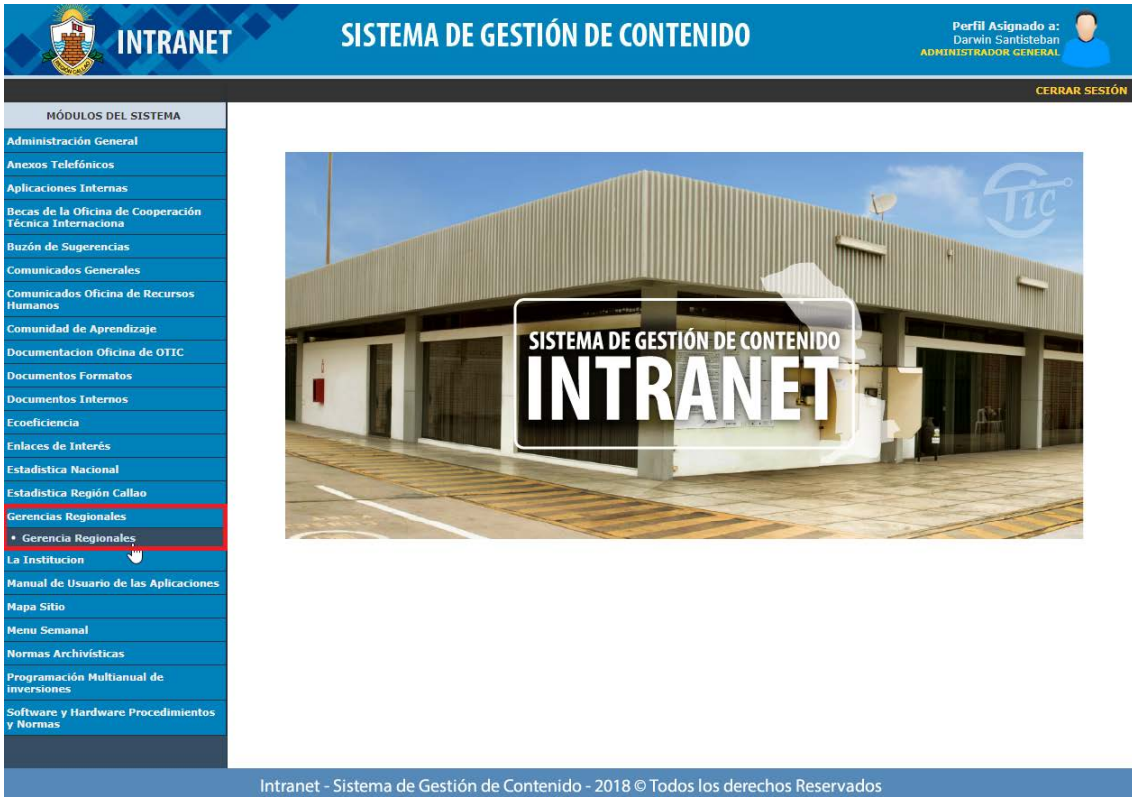 REGIÓN CALLAO
INTRANET
SISTEMA DE GESTIÓN DE CONTENIDO
Perfil Asignado a:
Darwin Santisteban
ADMINISTRADOR GENERAL
CERRAR SESIÓN
MÓDULOS DEL SISTEMA
Administración General
Anexos Telefónicos
Aplicaciones Internas
Becas de la Oficina de Cooperación
Técnica Internaciona
Buzón de Sugerencias
Comunicados Generales
Comunicados Oficina de Recursos
Humanos
Comunidad de Aprendizaje
Documentacion Oficina de OTIC
Documentos Formatos
Documentos Internos
Ecoeficiencia
Enlaces de Interés
Estadistica Nacional
Estadistica Región Callao
Gerencias Regionales
• Gerencia Regionales
La Institucion
Manual de Usuario de las Aplicaciones
Mapa Sitio
Menu Semanal
Normas Archivísticas
Programación Multianual de
inversiones
Software y Hardware Procedimientos
y Normas
Tic
SISTEMA DE GESTIÓN DE CONTENIDO
INTRANET
Intranet - Sistema de Gestión de Contenido - 2018 © Todos los derechos Reservados